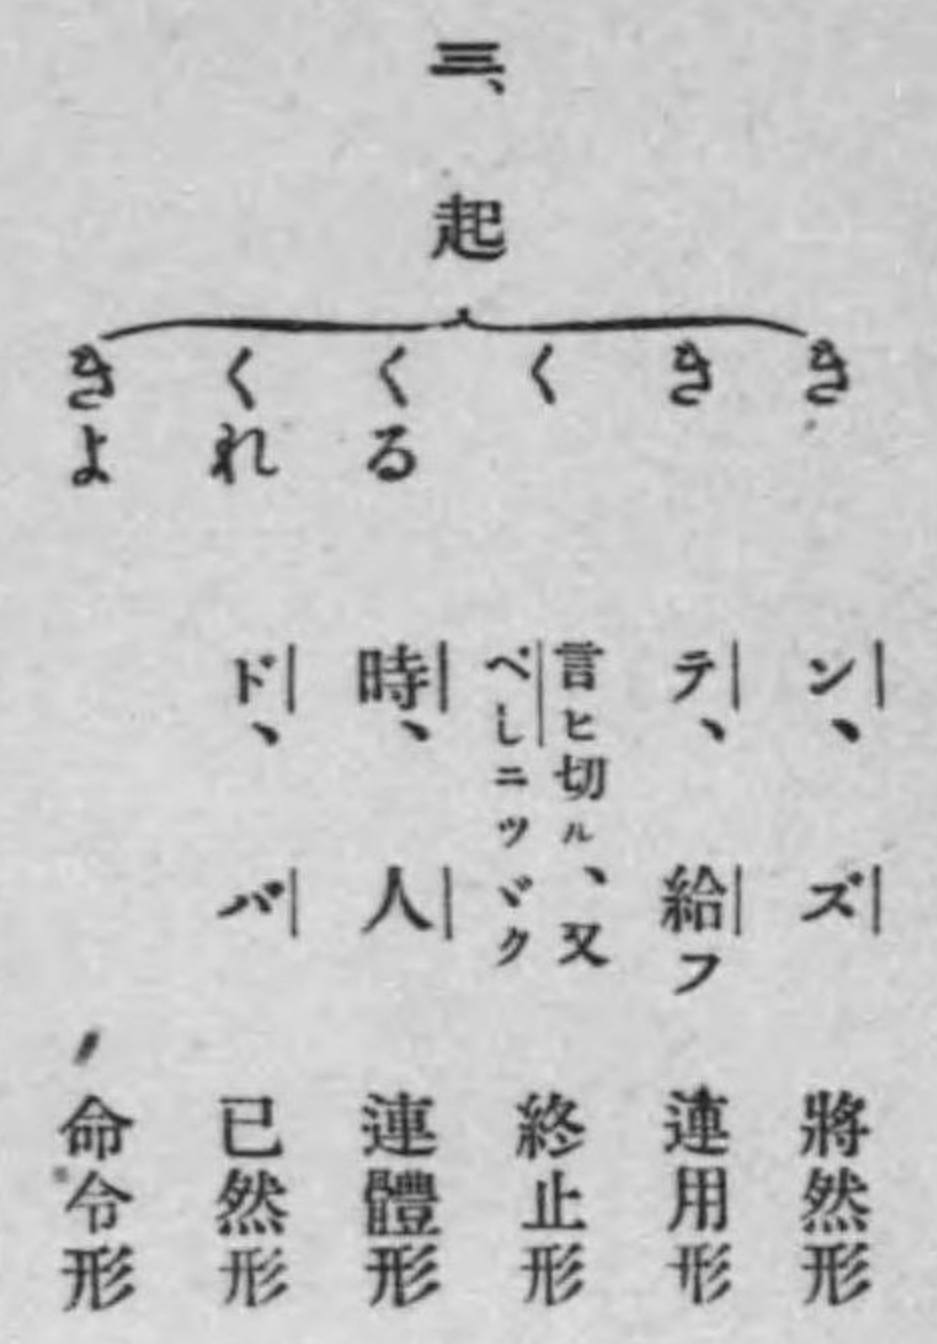 三、
起
き ン、ズ 將然形
き テ、給フ 連用形
く 言ヒ切ル、又
べしニツヾク 終止形
くる 時、人 連體形
くれ ド、バ 已然形
きよ 命令形